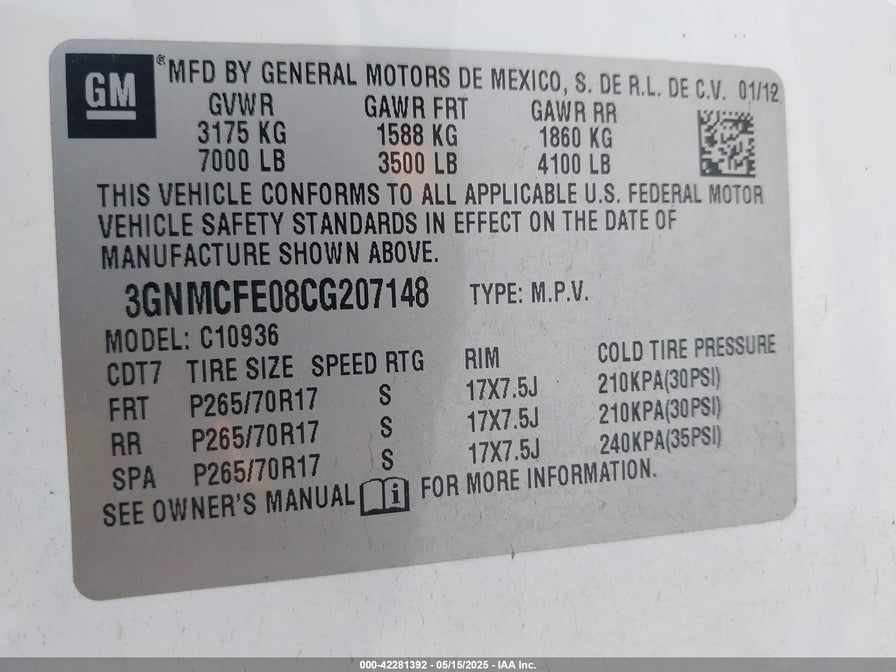 GM® MFD BY GENERAL MOTORS DE MEXICO, S. DE R.L. DE C.V. 01/12
GVWR GAWR FRT GAWR RR
3175 KG 1588 KG 1860 KG
7000 LB 3500 LB 4100 LB
THIS VEHICLE CONFORMS TO ALL APPLICABLE U.S. FEDERAL MOTOR
VEHICLE SAFETY STANDARDS IN EFFECT ON THE DATE OF
MANUFACTURE SHOWN ABOVE.
3GNMCFE08CG207148 TYPE: M.P.V.
MODEL: C10936
CDT7 TIRE SIZE SPEED RTG RIM COLD TIRE PRESSURE
FRT P265/70R17 S 17X7.5J 210KPA(30PSI)
RR P265/70R17 S 17X7.5J 210KPA(30PSI)
SPA P265/70R17 S 17X7.5J 240KPA(35PSI)
SEE OWNER'S MANUAL i FOR MORE INFORMATION.
000-42281392 - 05/15/2025 - IAA Inc.